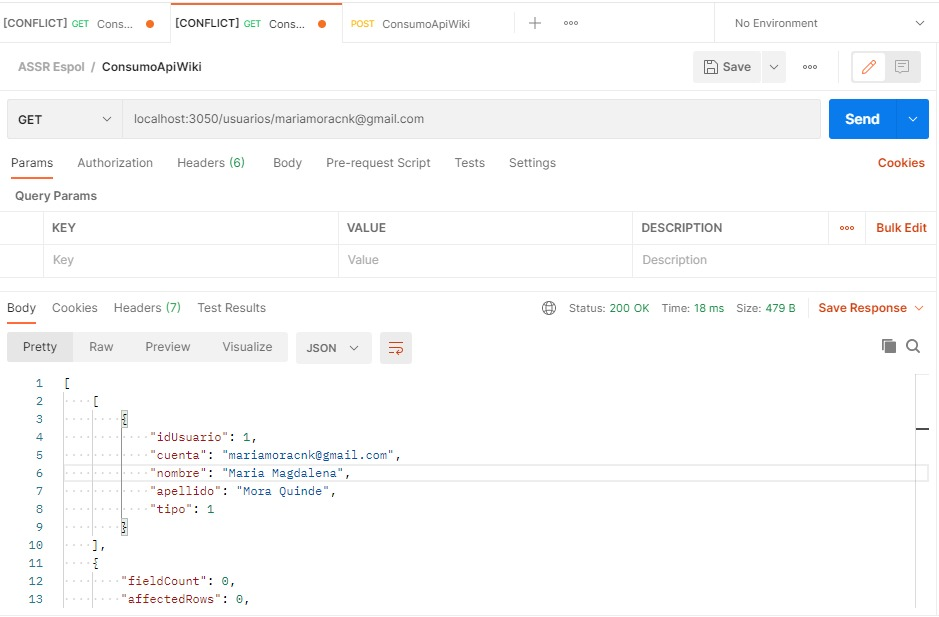 [CONFLICT] GET Cons... [CONFLICT] GET Cons... POST ConsumoApiWiki No Environment
ASSR Espol / ConsumoApiWiki Save
GET localhost:3050/usuarios/mariamoracnk@gmail.com Send
Params Authorization Headers (6) Body Pre-request Script Tests Settings Cookies
Query Params
KEY VALUE DESCRIPTION Bulk Edit
Key Value Description
Body Cookies Headers (7) Test Results Status: 200 OK Time: 18 ms Size: 479 B Save Response
Pretty Raw Preview Visualize JSON
1 [
2 [
3 {
4 "idUsuario": 1,
5 "cuenta": "mariamoracnk@gmail.com",
6 "nombre": "Maria Magdalena",
7 "apellido": "Mora Quinde",
8 "tipo": 1
9 }
10 ],
11 {
12 "fieldCount": 0,
13 "affectedRows": 0,